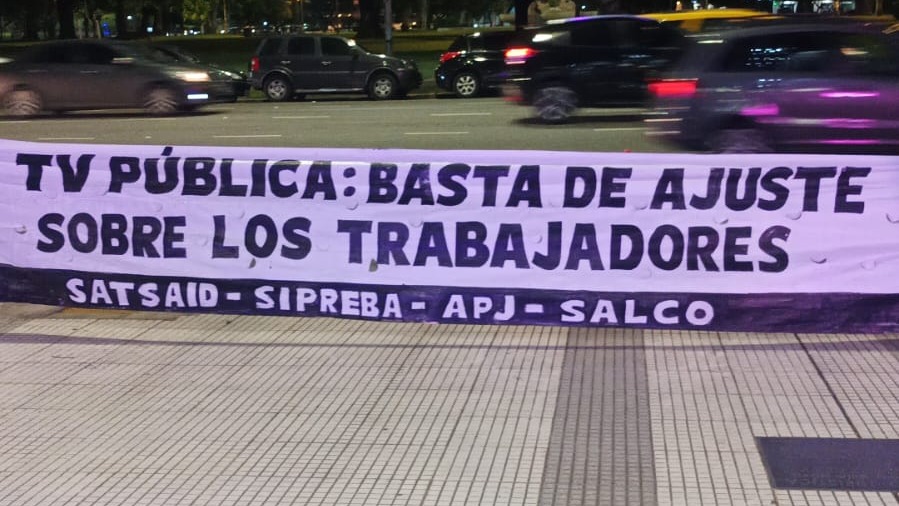 TV PÚBLICA: BASTA DE AJUSTE
SOBRE LOS TRABAJADORES
SATSAID - SIPREBA - APJ - SALCO